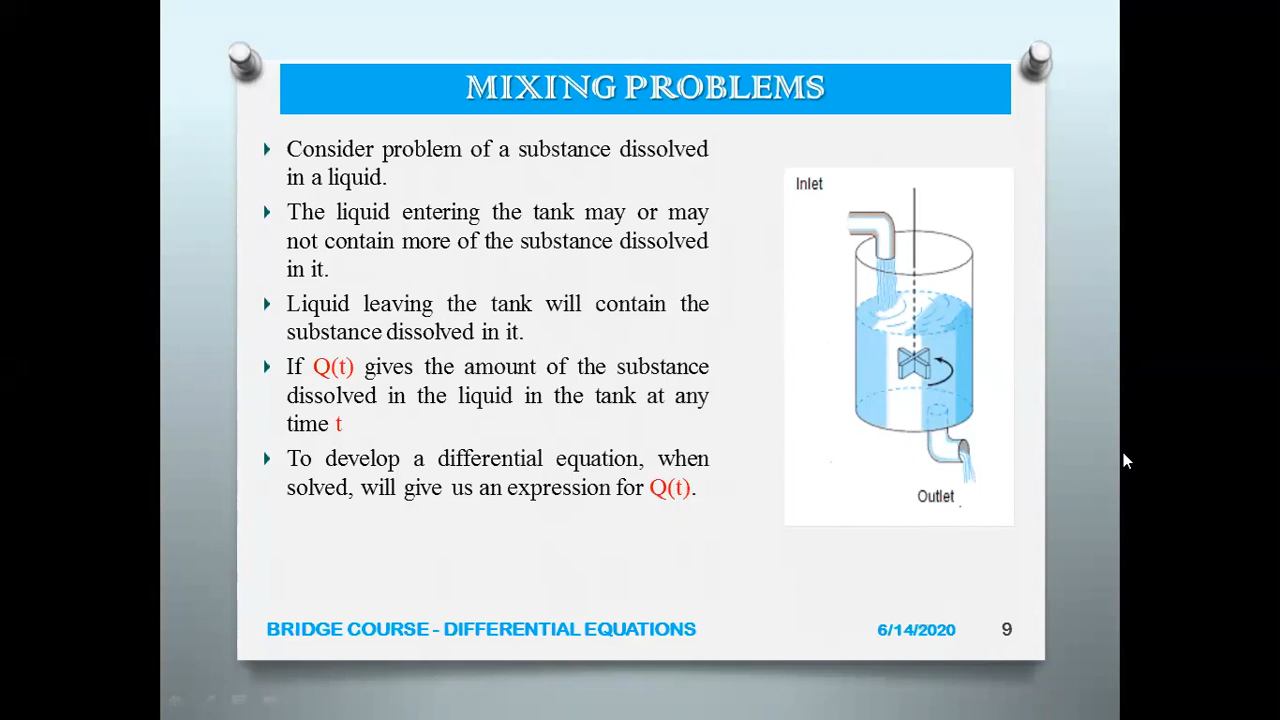 MIXING PROBLEMS
Consider problem of a substance dissolved
in a liquid.
The liquid entering the tank may or may
not contain more of the substance dissolved
in it.
Liquid leaving the tank will contain the
substance dissolved in it.
If Q(t) gives the amount of the substance
dissolved in the liquid in the tank at any
time t
To develop a differential equation, when
solved, will give us an expression for Q(t).
Inlet
Outlet
BRIDGE COURSE - DIFFERENTIAL EQUATIONS
6/14/2020
9